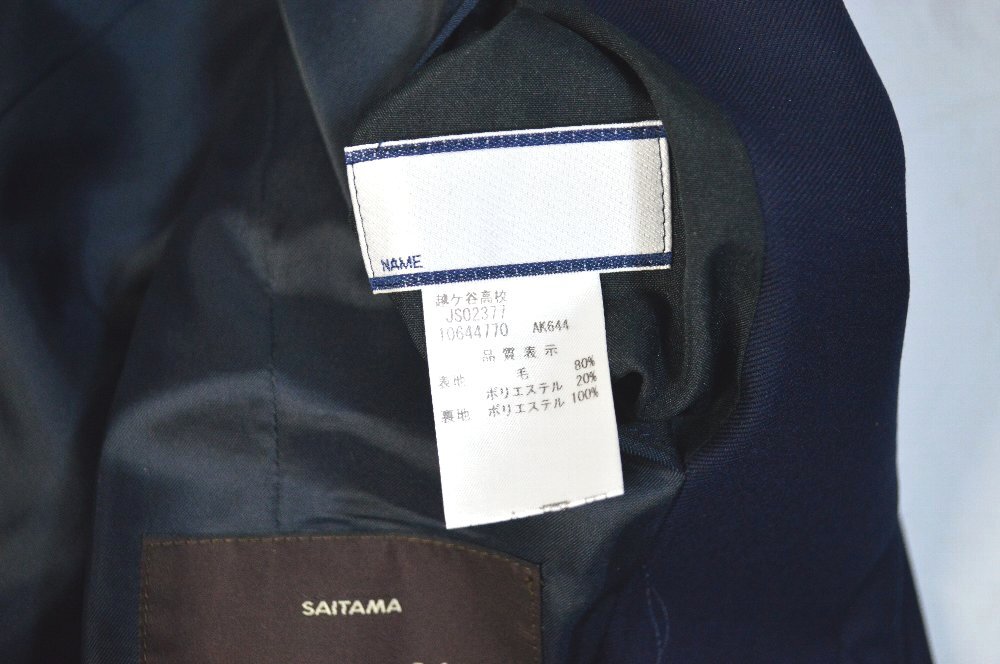 NAME
越ケ谷高校
JS02377
10644770 AK644
品質表示
表地 毛 80%
ポリエステル 20%
裏地 ポリエステル 100%
SAITAMA